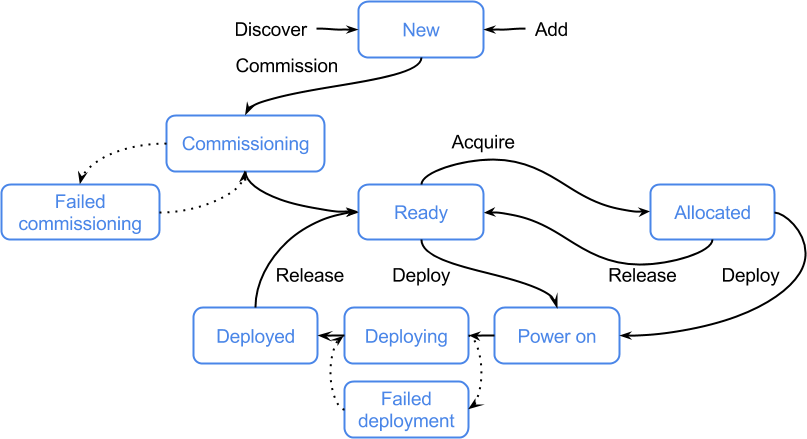 Discover
New
Add
Commission
Commissioning
Acquire
Failed
commissioning
Ready
Allocated
Release
Deploy
Release
Deploy
Deployed
Deploying
Power on
Failed
deployment